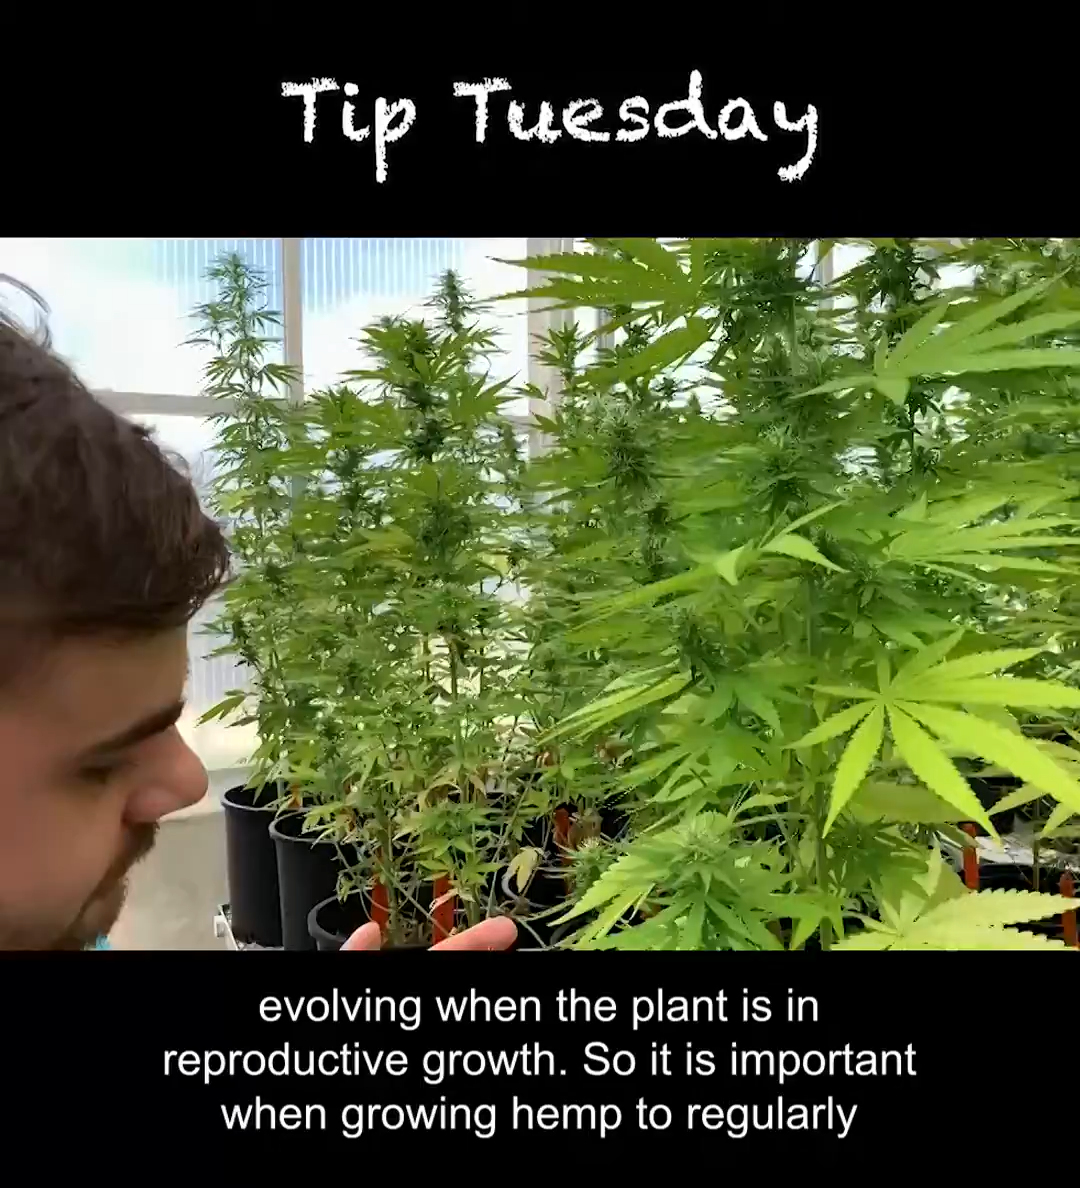 Tip Tuesday
evolving when the plant is in
reproductive growth. So it is important
when growing hemp to regularly